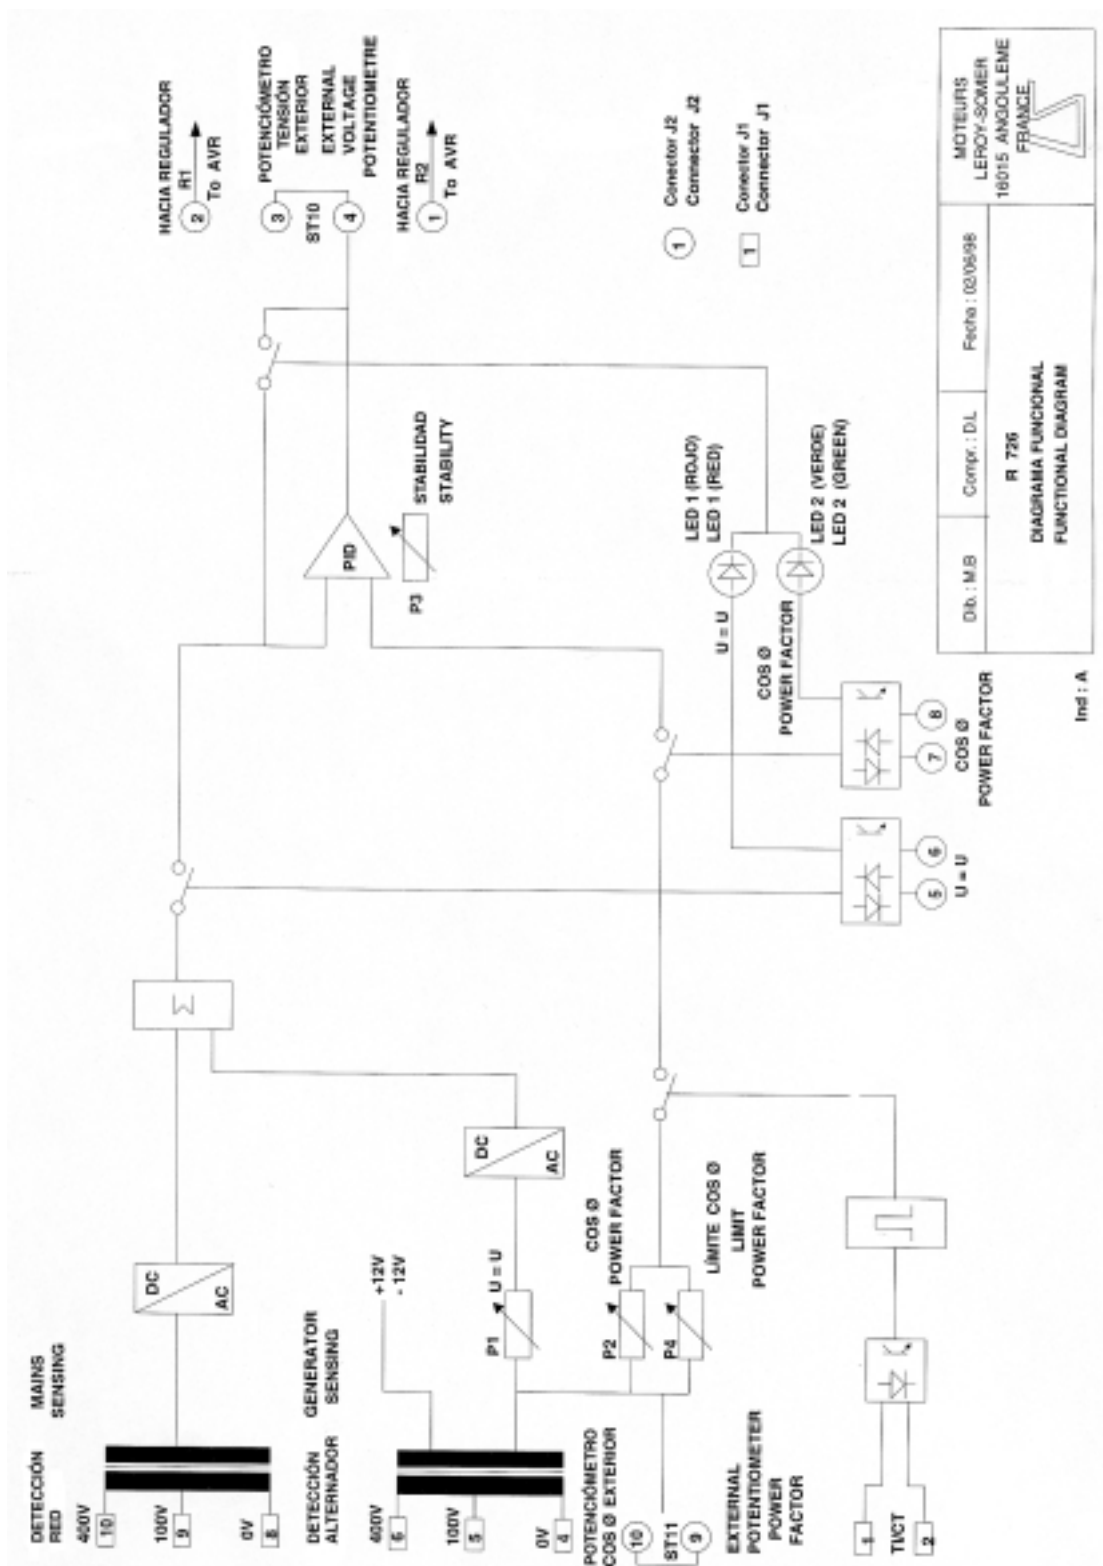 DETECCIÓN
RED
MAINS
SENSING
400V
10
100V
9
0V
8
DC
AC
Σ
DETECCIÓN
ALTERNADOR
GENERATOR
SENSING
400V
6
100V
5
0V
4
+12V
- 12V
P1
U = U
DC
AC
POTENCIÓMETRO
COS Ø EXTERIOR
10
ST11
9
EXTERNAL
POTENTIOMETER
POWER
FACTOR
P2
COS Ø
POWER FACTOR
P4
LÍMITE COS Ø
LIMIT
POWER FACTOR
1
TI/CT
2
HACIA REGULADOR
R1
2
To AVR
POTENCIÓMETRO
TENSIÓN
EXTERIOR
3
ST10
4
EXTERNAL
VOLTAGE
POTENTIOMETRE
HACIA REGULADOR
R2
1
To AVR
PID
P3
STABILIDAD
STABILITY
LED 1 (ROJO)
LED 1 (RED)
U = U
LED 2 (VERDE)
LED 2 (GREEN)
COS Ø
POWER FACTOR
5
6
U = U
7
8
COS Ø
POWER FACTOR
1
Conector J2
Connector J2
1
Conector J1
Connector J1
Dib. : M.B
Compr. : D.L
Fecha : 02/06/98
R 726
DIAGRAMA FUNCIONAL
FUNCTIONAL DIAGRAM
MOTEURS
LEROY-SOMER
16015 ANGOULEME
FRANCE
Ind : A